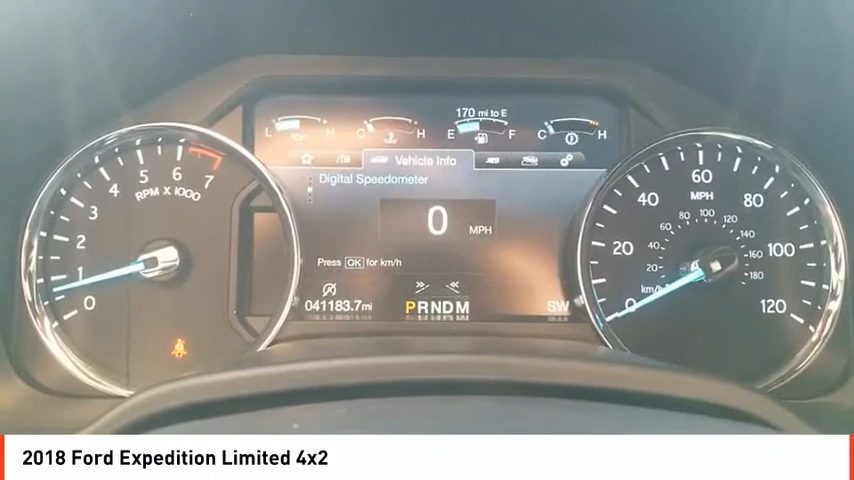 170 mi to E
L H C H E F C H
Vehicle Info
Digital Speedometer
0 MPH
Press OK for km/h
041183.7 mi
PRNDM
SW
0 1 2 3 4 5 6 7
RPM X 1000
0 20 40 60 80 100 120
MPH
20 40 60 80 100 120 140 160 180
km/h
2018 Ford Expedition Limited 4x2